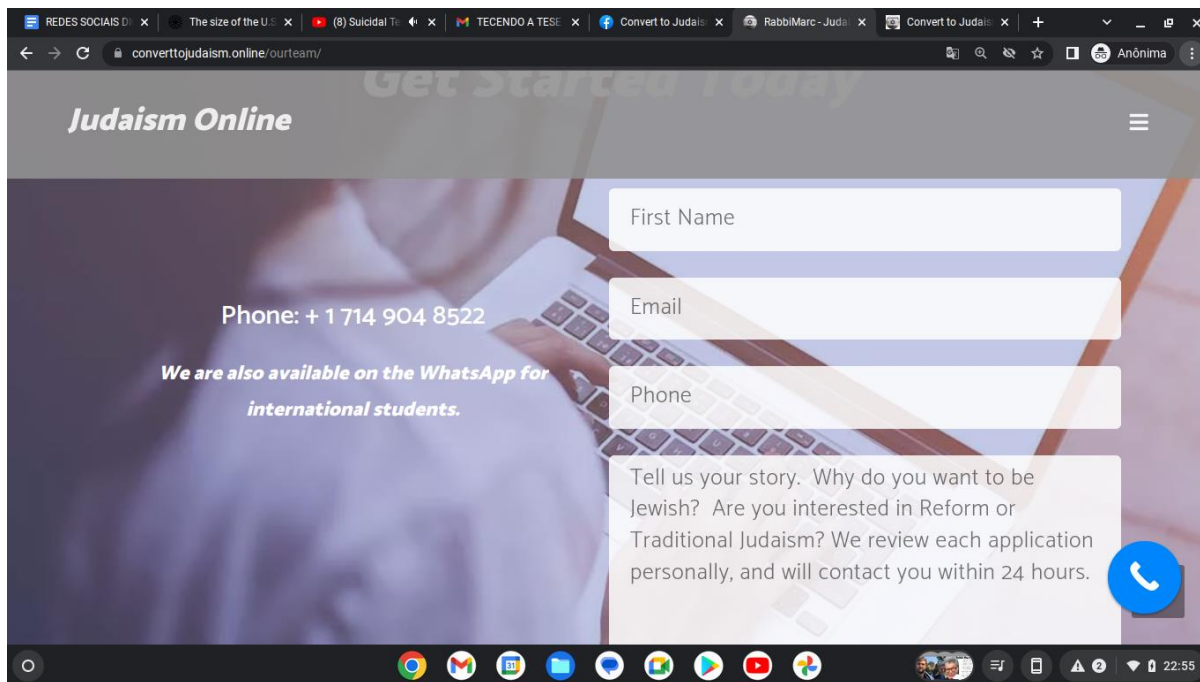 REDES SOCIAIS DI
The size of the U.S
(8) Suicidal Te
TECENDO A TESE
Convert to Judais
RabbiMarc - Judai
Convert to Judais
converttojudaism.online/ourteam/
Anônima
Get Started Today
Judaism Online
First Name
Phone: + 1 714 904 8522
Email
We are also available on the WhatsApp for
international students.
Phone
Tell us your story. Why do you want to be
Jewish? Are you interested in Reform or
Traditional Judaism? We review each application
personally, and will contact you within 24 hours.
31
2
22:55